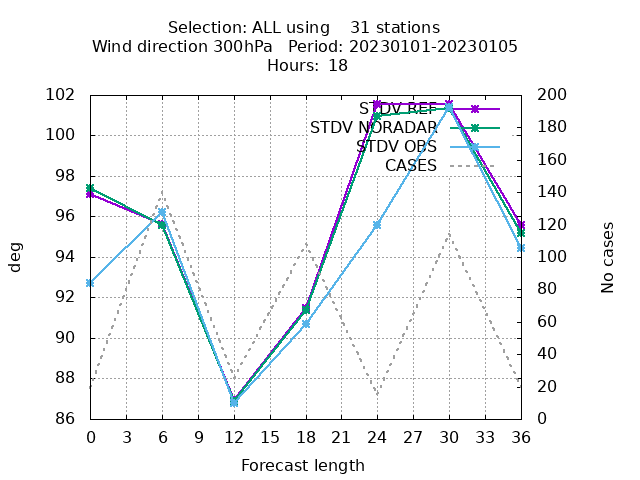 Selection: ALL using    31 stations
Wind direction 300hPa   Period: 20230101-20230105
Hours:  18
102
100
98
96
94
92
90
88
86
200
180
160
140
120
100
80
60
40
20
0
STDV REF
STDV NORADAR
STDV OBS
CASES
deg
No cases
0 3 6 9 12 15 18 21 24 27 30 33 36
Forecast length